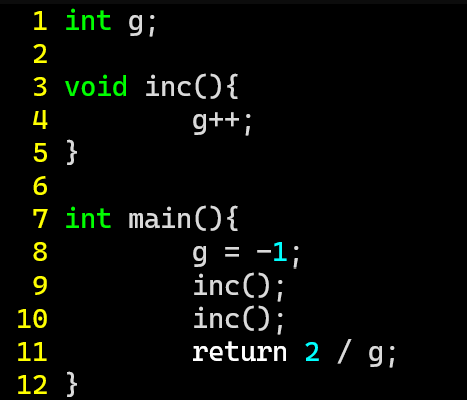 1 int g;
2
3 void inc(){
4         g++;
5 }
6
7 int main(){
8         g = -1;
9         inc();
10         inc();
11         return 2 / g;
12 }